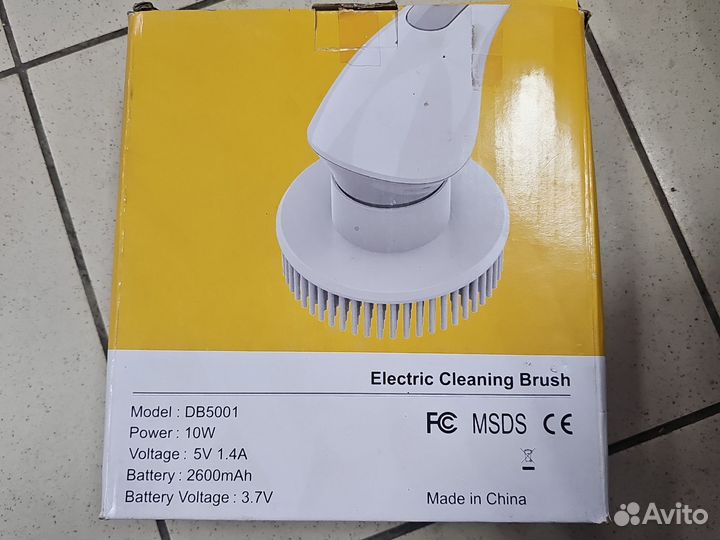 Electric Cleaning Brush
Model : DB5001
Power : 10W
Voltage : 5V 1.4A
Battery : 2600mAh
Battery Voltage : 3.7V
FC MSDS CE
Made in China
Avito